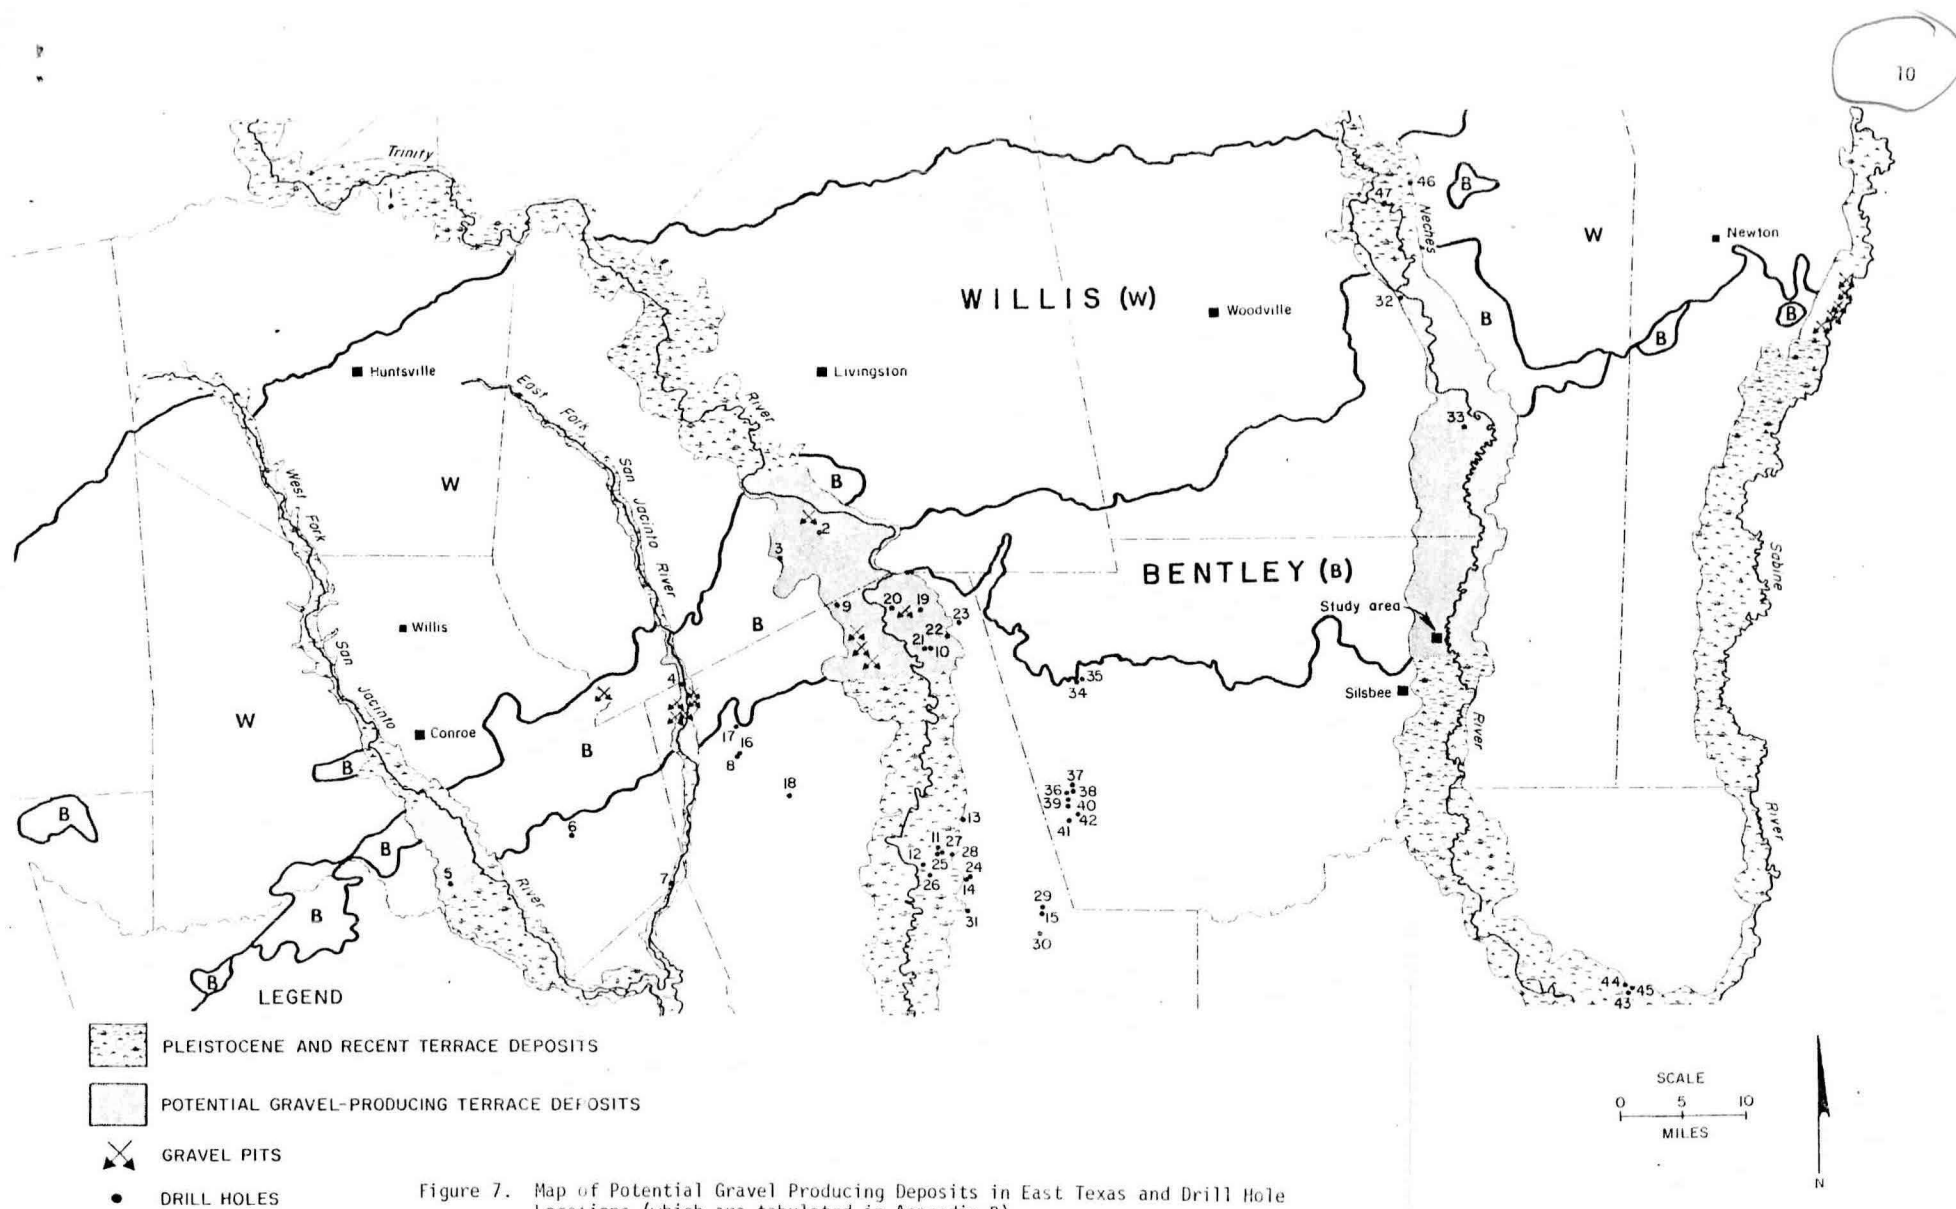 10
Trinity
1
46
B
47
Neches
W
Newton
WILLIS (W)
Woodville
32
B
B
B
Huntsville
East Fork
Livingston
River
33
West Fork
W
San Jacinto River
B
2
3
BENTLEY (B)
Sabine
9
20
19
23
Study area
B
22
Willis
21
10
San
35
4
34
Silsbee
Jacinto
W
Conroe
17
16
River
B
8
B
37
18
36
38
39
40
River
B
13
42
41
6
11
27
B
12
28
25
24
5
7
26
14
River
29
B
31
15
30
B
44
45
43
LEGEND
PLEISTOCENE AND RECENT TERRACE DEPOSITS
POTENTIAL GRAVEL-PRODUCING TERRACE DEPOSITS
GRAVEL PITS
DRILL HOLES
SCALE
0 5 10
MILES
N
Figure 7. Map of Potential Gravel Producing Deposits in East Texas and Drill Hole